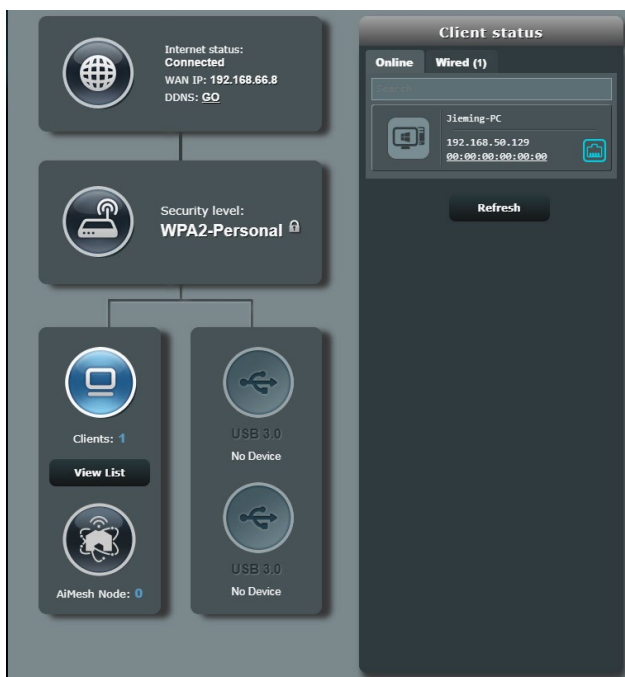 Internet status:
Connected
WAN IP: 192.168.66.8
DDNS: GO
Security level:
WPA2-Personal
Clients: 1
View List
AiMesh Node: 0
USB 3.0
No Device
USB 3.0
No Device
Client status
Online Wired (1)
Search
Jieming-PC
192.168.50.129
00:00:00:00:00:00
Refresh